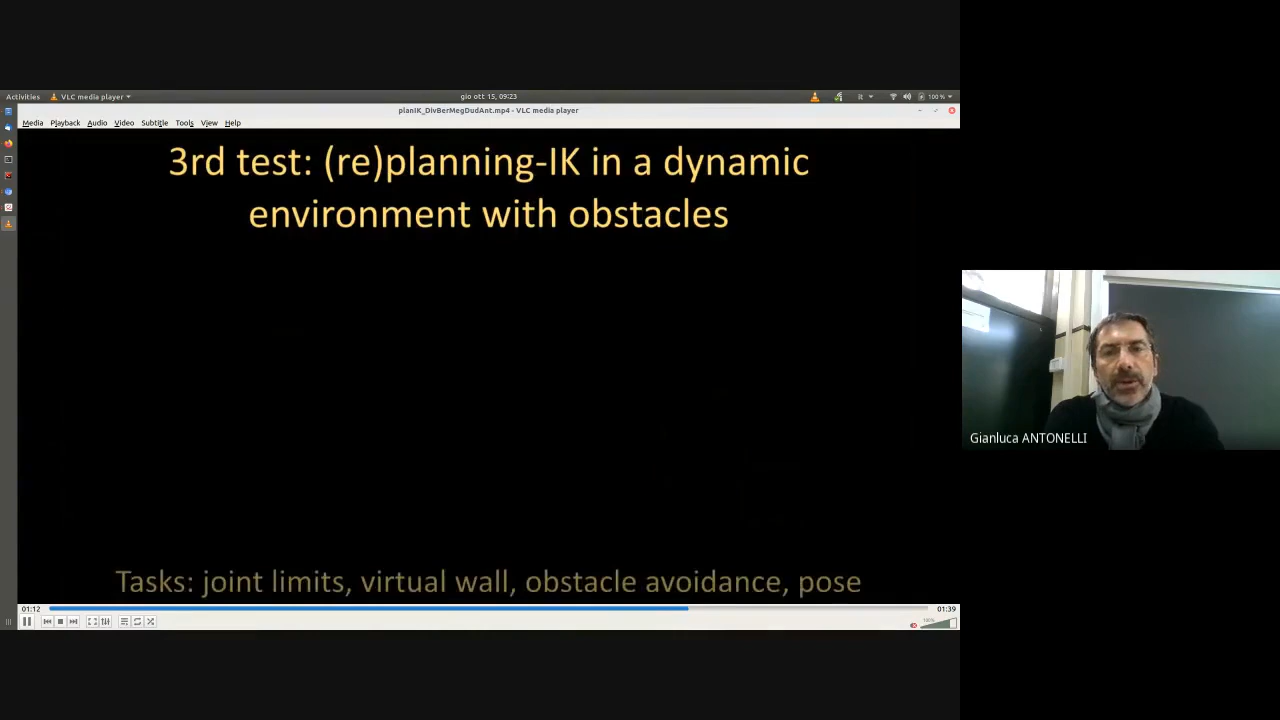 Activities VLC media player gio ott 15, 09:23 100 %
planIK_DivBerMegDudAnt.mp4 - VLC media player
Media Playback Audio Video Subtitle Tools View Help
3rd test: (re)planning-IK in a dynamic
environment with obstacles
Gianluca ANTONELLI
Tasks: joint limits, virtual wall, obstacle avoidance, pose
01:12 01:39
100%